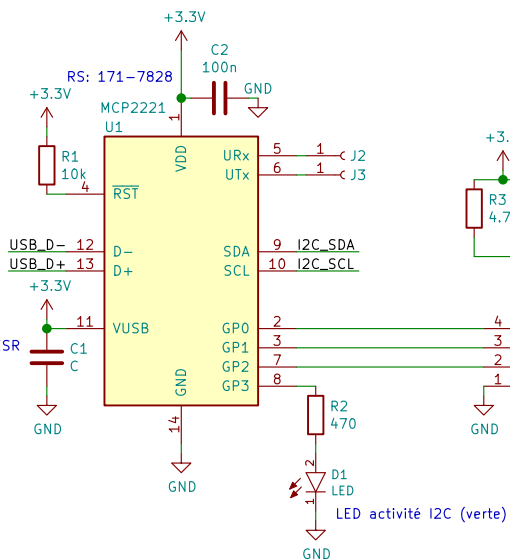 +3.3V
C2
100n
GND
RS: 171-7828
MCP2221
U1
1
VDD
+3.3V
R1
10k
4
RST
URx
5
1
J2
UTx
6
1
J3
+3.
R3
4.7
USB_D-
12
D-
USB_D+
13
D+
SDA
9
I2C_SDA
SCL
10
I2C_SCL
+3.3V
11
VUSB
SR
C1
C
GND
GP0
2
4
GP1
3
3
GP2
7
2
GP3
8
1
GND
GND
14
GND
R2
470
2
D1
LED
1
LED activité I2C (verte)
GND